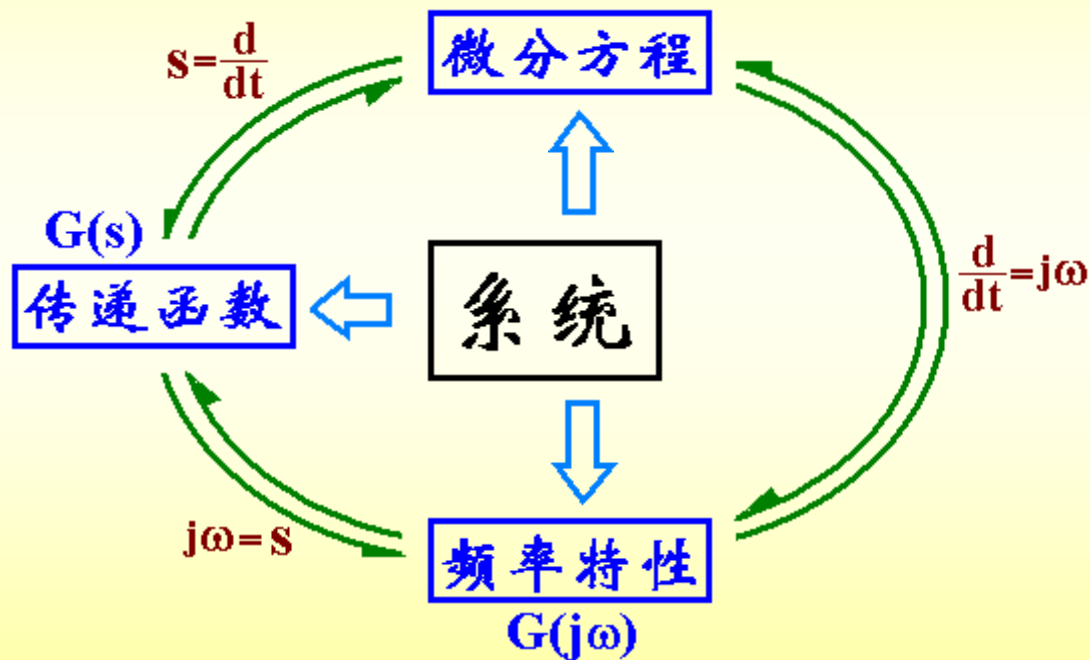 微分方程
s=d/dt
G(s)
传递函数
系统
d/dt=jω
jω=s
频率特性
G(jω)